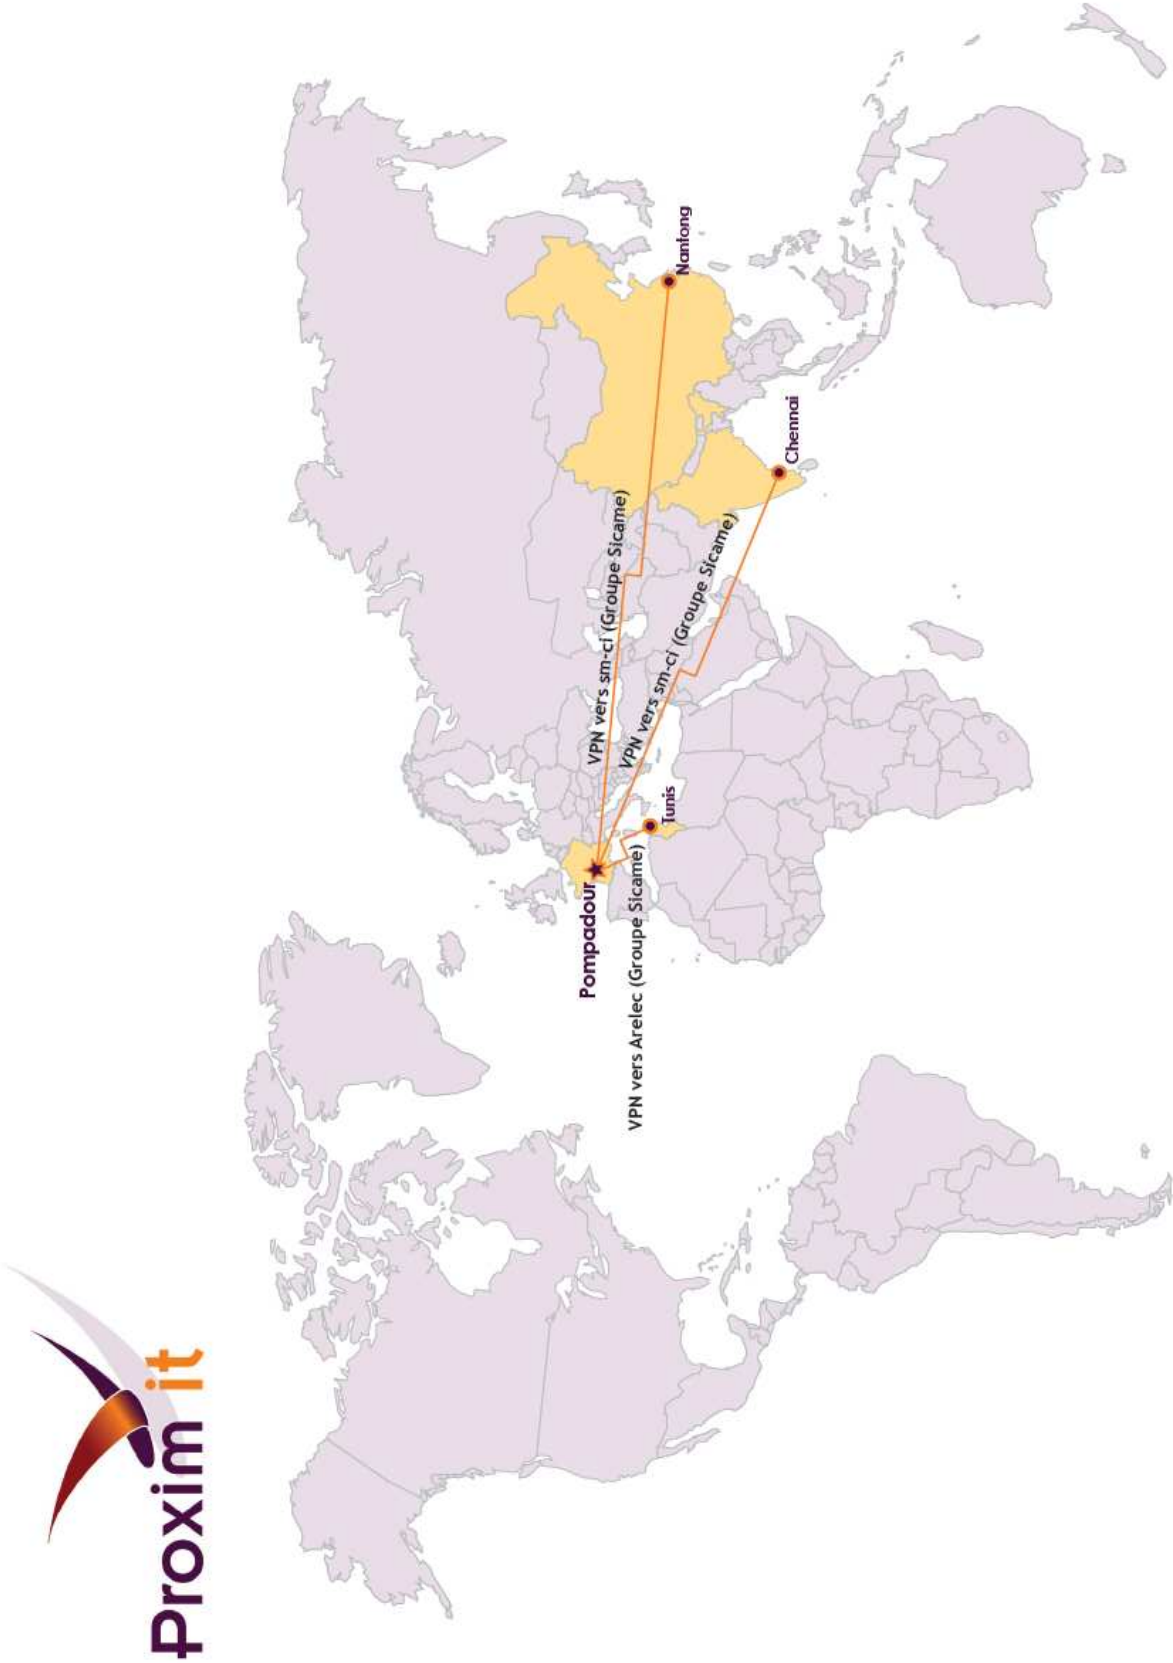 Proxim it
Pompadour
VPN vers sm-ci (Groupe Sicame)
Nantong
VPN vers sm-ci (Groupe Sicame)
Chennai
VPN vers Arelec (Groupe Sicame)
Tunis